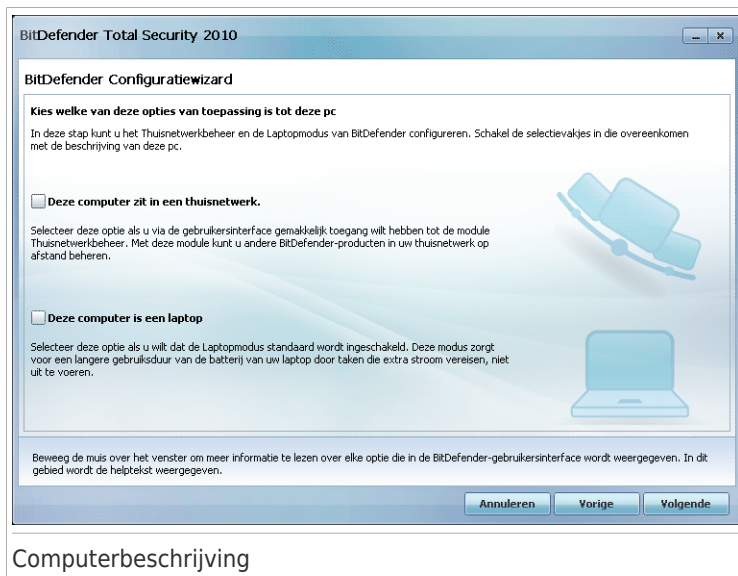 BitDefender Total Security 2010
BitDefender Configuratiewizard
Kies welke van deze opties van toepassing is tot deze pc
In deze stap kunt u het Thuisnetwerkbeheer en de Laptopmodus van BitDefender configureren. Schakel de selectievakjes in die overeenkomen
met de beschrijving van deze pc.
Deze computer zit in een thuisnetwerk.
Selecteer deze optie als u via de gebruikersinterface gemakkelijk toegang wilt hebben tot de module
Thuisnetwerkbeheer. Met deze module kunt u andere BitDefender-producten in uw thuisnetwerk op
afstand beheren.
Deze computer is een laptop
Selecteer deze optie als u wilt dat de Laptopmodus standaard wordt ingeschakeld. Deze modus zorgt
voor een langere gebruiksduur van de batterij van uw laptop door taken die extra stroom vereisen, niet
uit te voeren.
Beweeg de muis over het venster om meer informatie te lezen over elke optie die in de BitDefender-gebruikersinterface wordt weergegeven. In dit
gebied wordt de helptekst weergegeven.
Annuleren Vorige Volgende
Computerbeschrijving